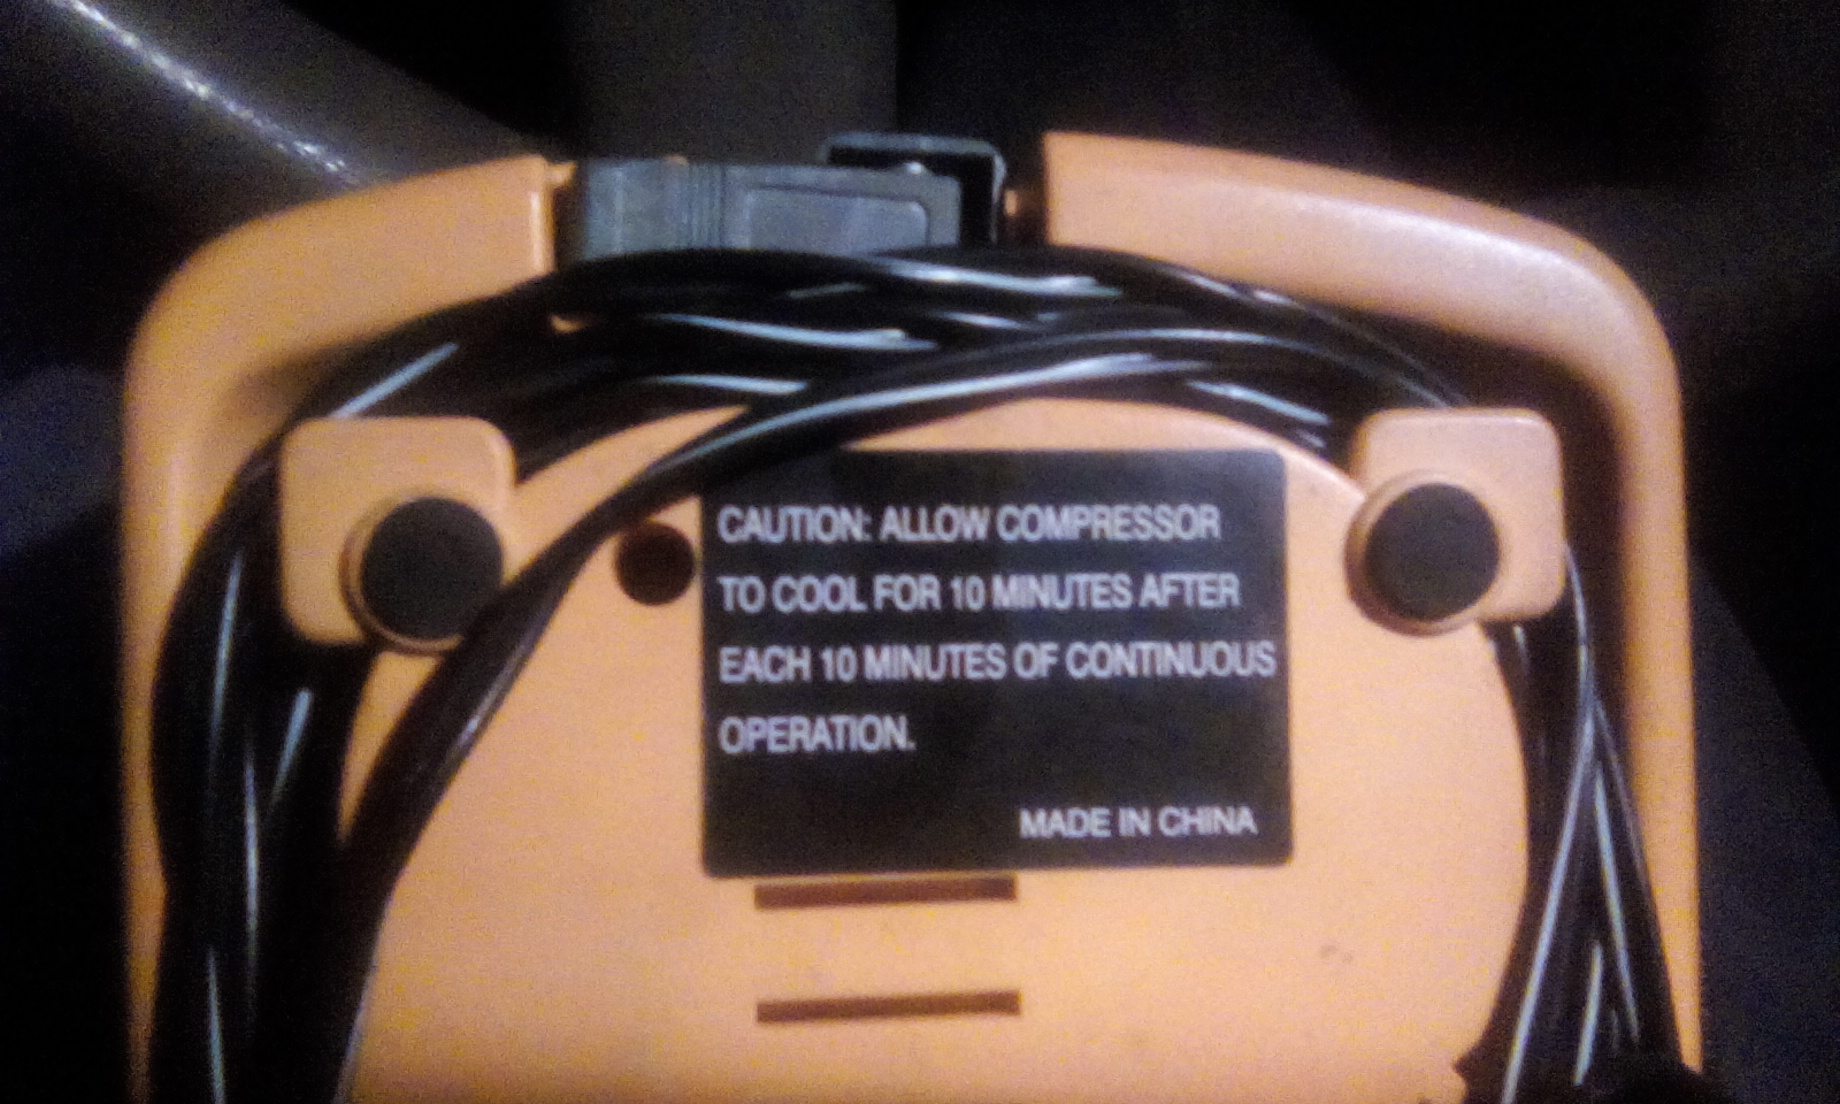 CAUTION: ALLOW COMPRESSOR
TO COOL FOR 10 MINUTES AFTER
EACH 10 MINUTES OF CONTINUOUS
OPERATION.
MADE IN CHINA